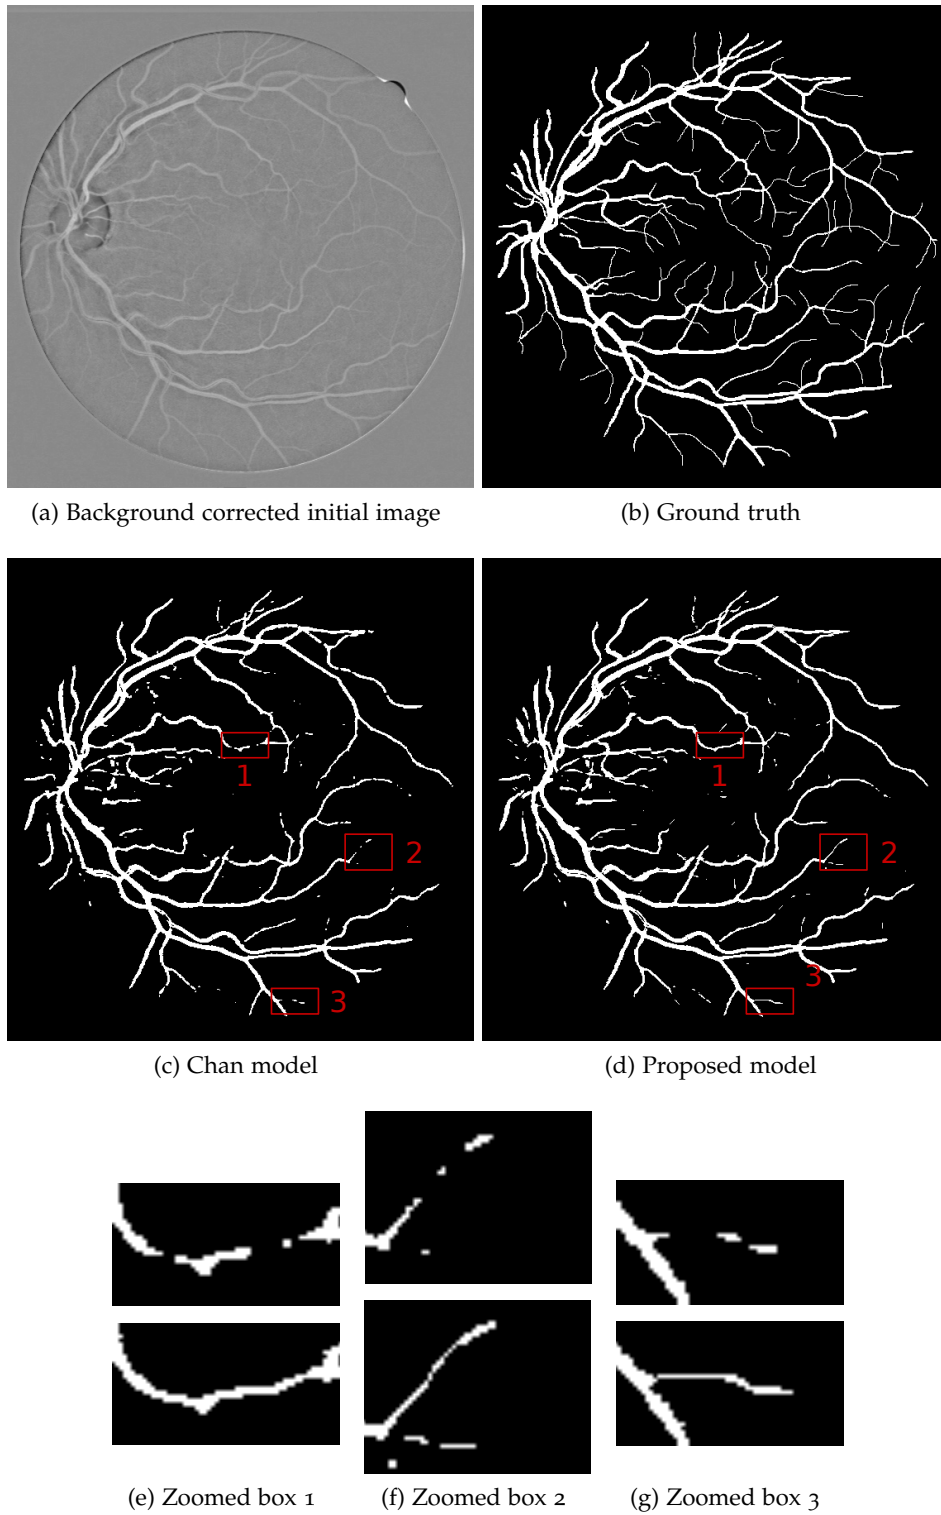 (a) Background corrected initial image
(b) Ground truth
1
2
3
1
2
3
(c) Chan model
(d) Proposed model
(e) Zoomed box 1
(f) Zoomed box 2
(g) Zoomed box 3